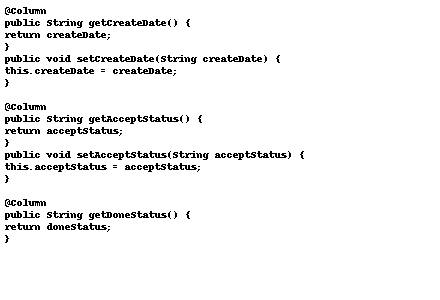 @Column
public String getCreateDate() {
return createDate;
}
public void setCreateDate(String createDate) {
this.createDate = createDate;
}

@Column
public String getAcceptStatus() {
return acceptStatus;
}
public void setAcceptStatus(String acceptStatus) {
this.acceptStatus = acceptStatus;
}

@Column
public String getDoneStatus() {
return doneStatus;
}